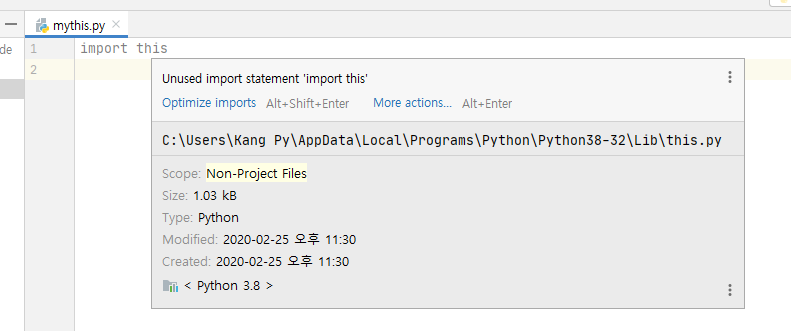 mythis.py
de
1 import this
2
Unused import statement 'import this'
Optimize imports Alt+Shift+Enter More actions... Alt+Enter
C:\Users\Kang Py\AppData\Local\Programs\Python\Python38-32\Lib\this.py
Scope: Non-Project Files
Size: 1.03 kB
Type: Python
Modified: 2020-02-25 오후 11:30
Created: 2020-02-25 오후 11:30
< Python 3.8 >